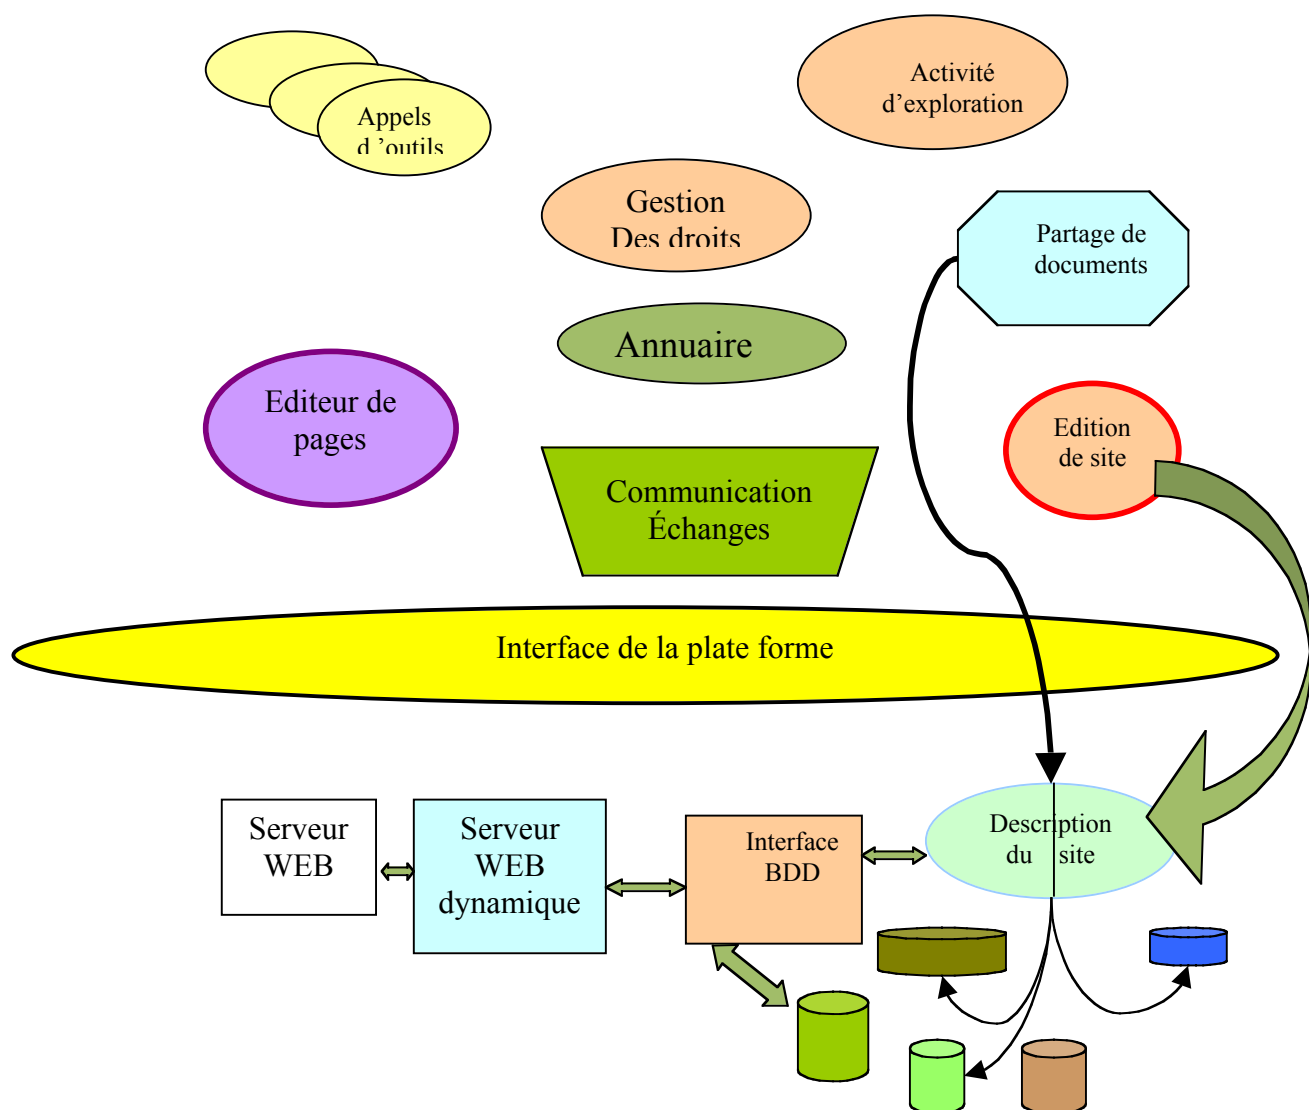 Appels
d ’outils
Activité
d’exploration
Gestion
Des droits
Partage de
documents
Annuaire
Editeur de
pages
Edition
de site
Communication
Échanges
Interface de la plate forme
Serveur
WEB
Serveur
WEB
dynamique
Interface
BDD
Description
du site